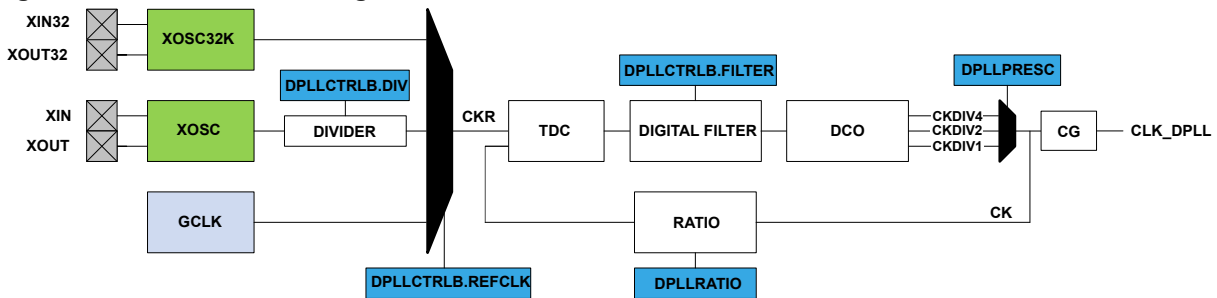 XIN32
XOUT32
XOSC32K
DPLLCTRLB.DIV
DPLLCTRLB.FILTER
DPLLPRESC
XIN
XOUT
XOSC
DIVIDER
CKR
TDC
DIGITAL FILTER
DCO
CKDIV4
CKDIV2
CKDIV1
CG
CLK_DPLL
GCLK
RATIO
CK
DPLLCTRLB.REFCLK
DPLLRATIO